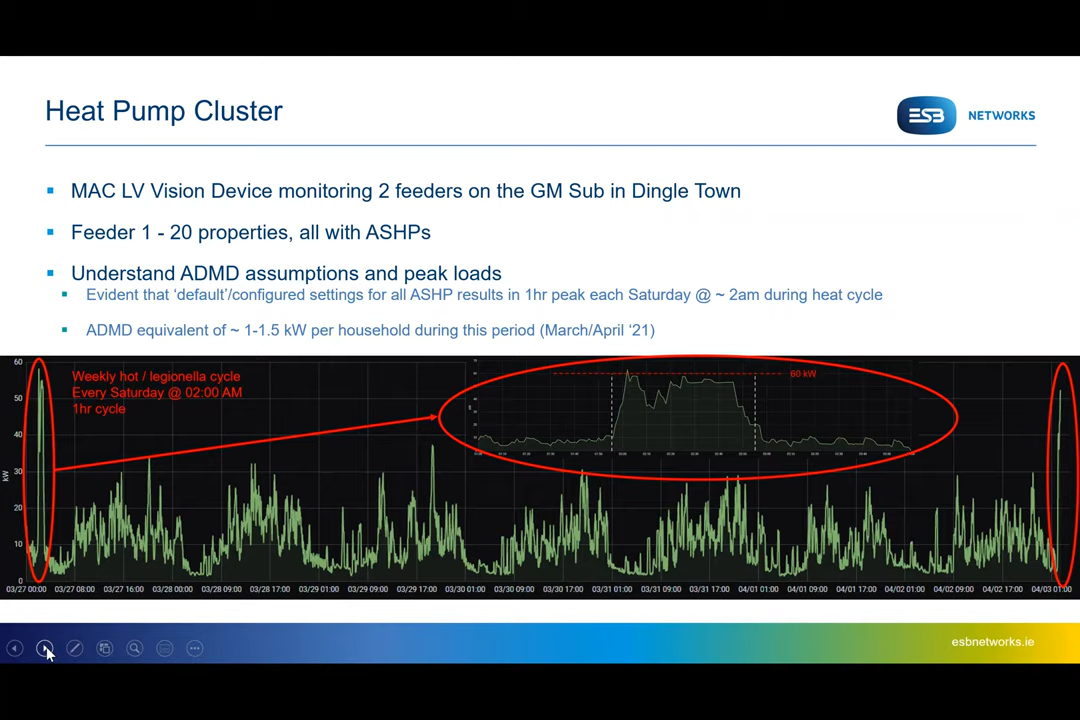 Heat Pump Cluster
ESB NETWORKS
MAC LV Vision Device monitoring 2 feeders on the GM Sub in Dingle Town
Feeder 1 - 20 properties, all with ASHPs
Understand ADMD assumptions and peak loads
Evident that ‘default’/configured settings for all ASHP results in 1hr peak each Saturday @ ~ 2am during heat cycle
ADMD equivalent of ~ 1-1.5 kW per household during this period (March/April ‘21)
60
Weekly hot / legionella cycle
Every Saturday @ 02:00 AM
1hr cycle
60 kW
50
40
30
kW
20
10
0
03/27 00:00 03/27 08:00 03/27 16:00 03/28 00:00 03/28 08:00 03/28 17:00 03/29 01:00 03/29 09:00 03/29 17:00 03/30 01:00 03/30 09:00 03/30 17:00 03/31 01:00 03/31 09:00 03/31 17:00 04/01 01:00 04/01 09:00 04/01 17:00 04/02 01:00 04/02 09:00 04/02 17:00 04/03 01:00
esbnetworks.ie